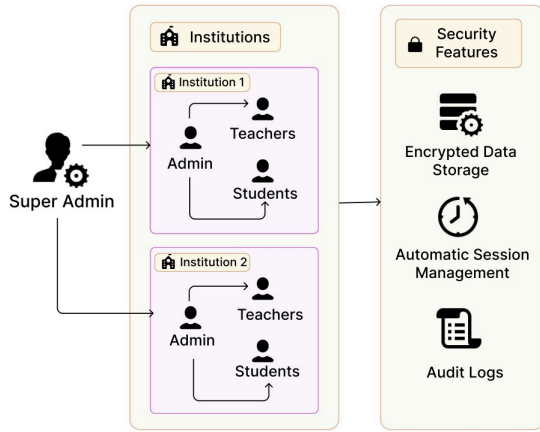 Super Admin
Institutions
Institution 1
Admin
Teachers
Students
Institution 2
Admin
Teachers
Students
Security
Features
Encrypted Data
Storage
Automatic Session
Management
Audit Logs